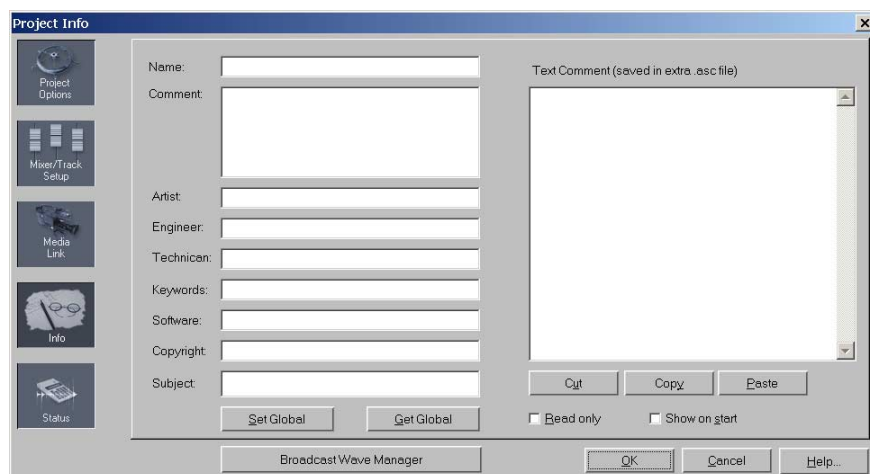 Project Info
Project
Options
Mixer/Track
Setup
Media
Link
Info
Status
Name:
Comment:
Artist:
Engineer:
Technican:
Keywords:
Software:
Copyright:
Subject:
Set Global
Get Global
Text Comment (saved in extra .asc file)
Cut
Copy
Paste
Read only
Show on start
Broadcast Wave Manager
OK
Cancel
Help...